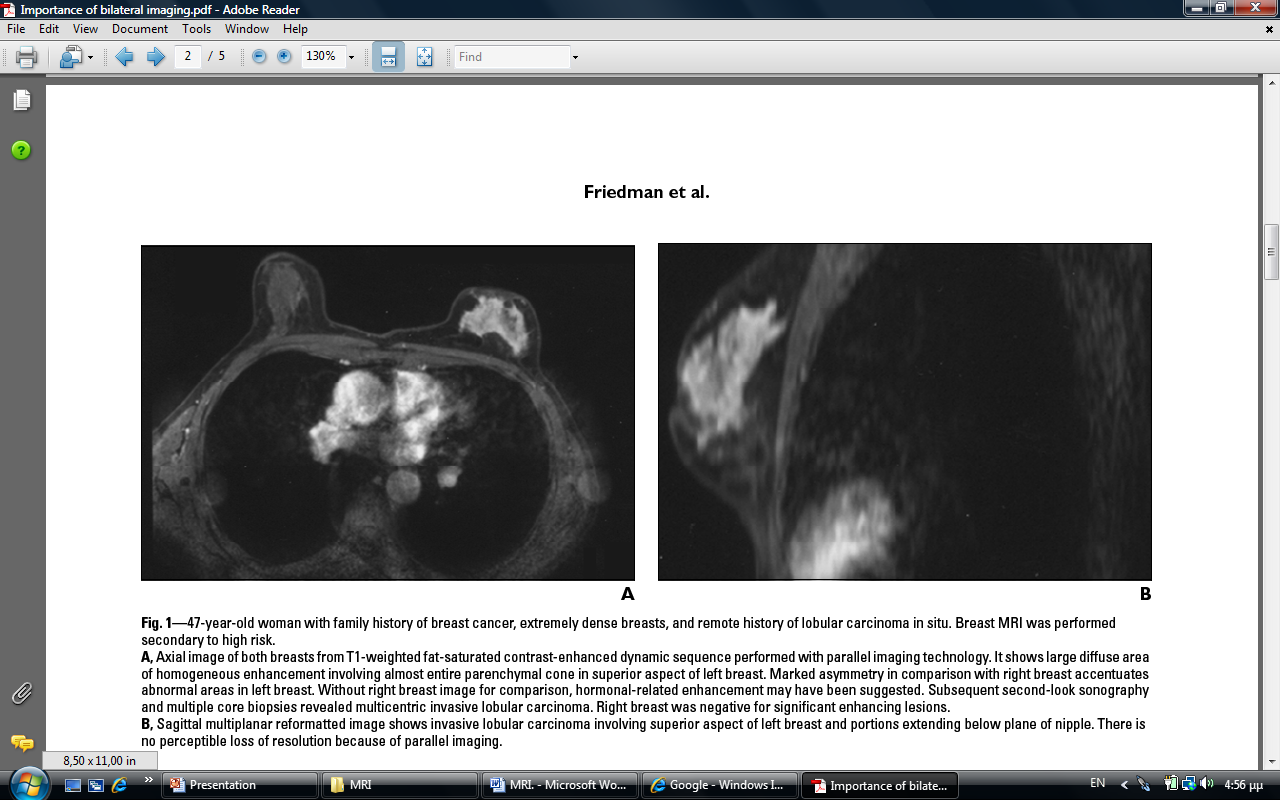 Importance of bilateral imaging.pdf - Adobe Reader
File Edit View Document Tools Window Help
2 / 5 130% Find
Friedman et al.
A B
Fig. 1—47-year-old woman with family history of breast cancer, extremely dense breasts, and remote history of lobular carcinoma in situ. Breast MRI was performed
secondary to high risk.
A, Axial image of both breasts from T1-weighted fat-saturated contrast-enhanced dynamic sequence performed with parallel imaging technology. It shows large diffuse area
of homogeneous enhancement involving almost entire parenchymal cone in superior aspect of left breast. Marked asymmetry in comparison with right breast accentuates
abnormal areas in left breast. Without right breast image for comparison, hormonal-related enhancement may have been suggested. Subsequent second-look sonography
and multiple core biopsies revealed multicentric invasive lobular carcinoma. Right breast was negative for significant enhancing lesions.
B, Sagittal multiplanar reformatted image shows invasive lobular carcinoma involving superior aspect of left breast and portions extending below plane of nipple. There is
no perceptible loss of resolution because of parallel imaging.
8,50 x 11,00 in
Presentation MRI MRI. - Microsoft Wo... Google - Windows I... Importance of bilate... EN 4:56 μμ